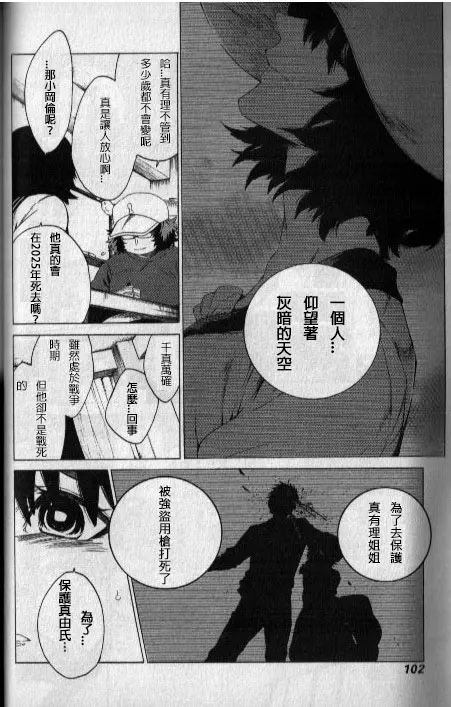 一個人…
仰望著
灰暗的天空
哈…真有理不管到
多少歲都不會變呢
真是讓人放心啊…
…那小岡倫呢？
他真的會
在2025年死去嗎？
千真萬確
怎麼…回事
雖然處於戰爭
時期
但他卻不是戰死
的
為了去保護
真有理姐姐
被強盜用槍打死了
為了…
保護真由氏…
102